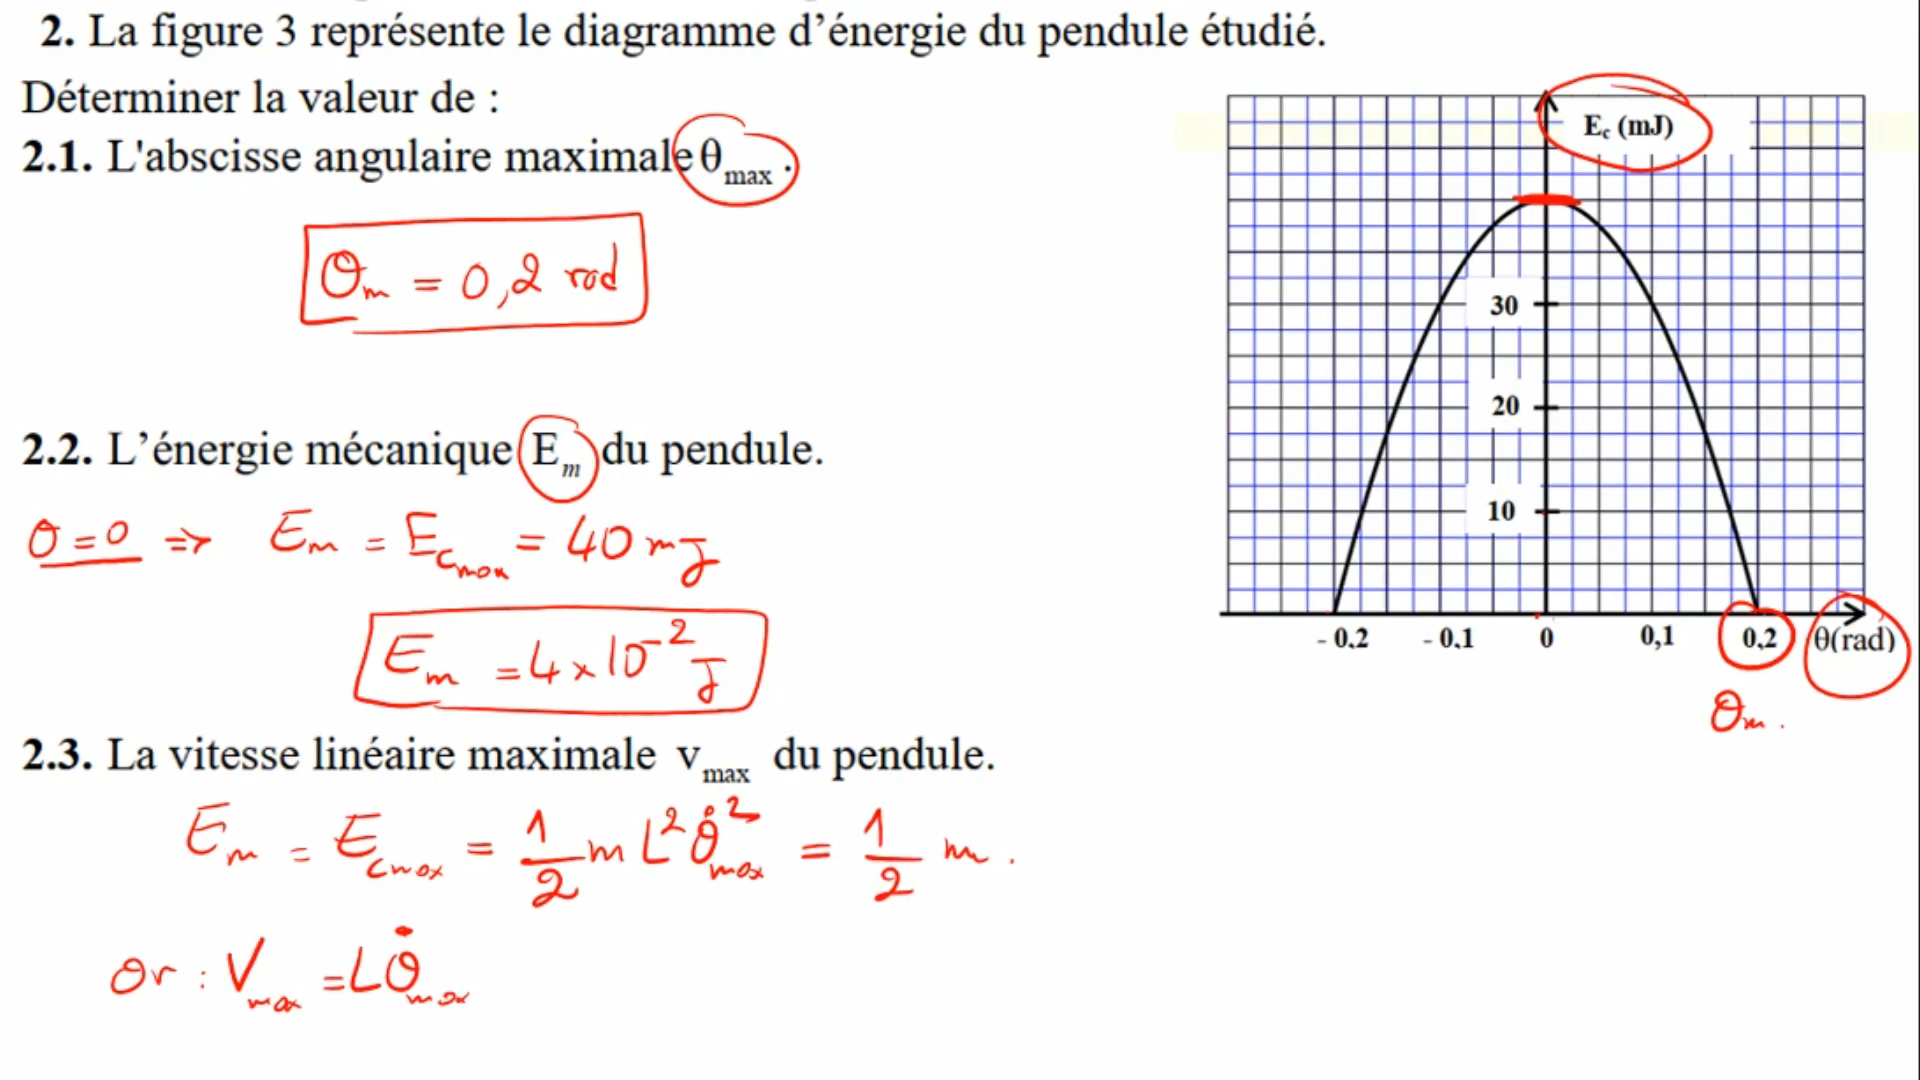 2. La figure 3 représente le diagramme d’énergie du pendule étudié.
Déterminer la valeur de :
2.1. L'abscisse angulaire maximale θmax .
θm = 0,2 rad
2.2. L’énergie mécanique Em du pendule.
θ=0 ⇒ Em = Ecmax = 40 mJ
Em = 4×10⁻² J
2.3. La vitesse linéaire maximale vmax du pendule.
Em = Ecmax = 1/2 m L² θ̇²max = 1/2 m .
or : Vmax = Lθ̇max
Ec (mJ)
30
20
10
- 0,2 - 0,1 0 0,1 0,2 θ(rad)
θm .